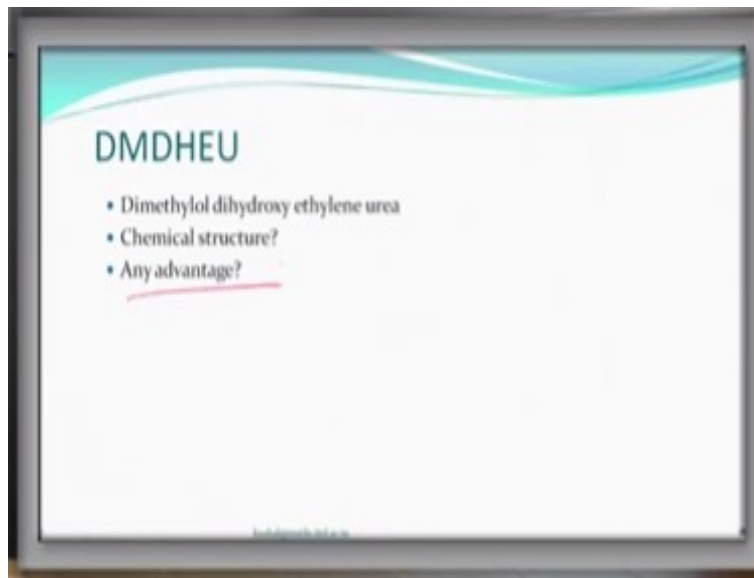 DMDHEU
• Dimethylol dihydroxy ethylene urea
• Chemical structure?
• Any advantage?